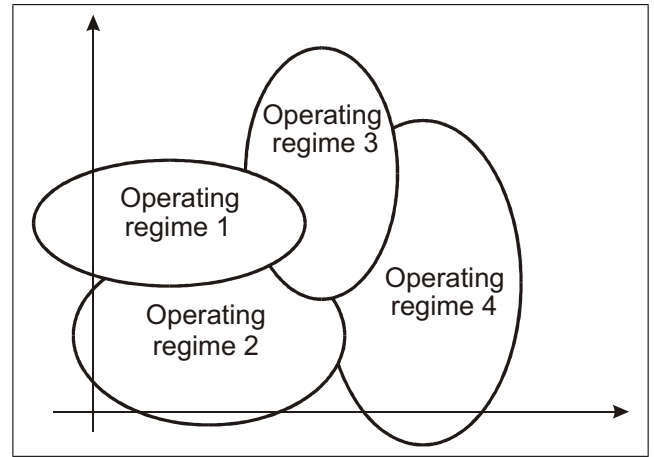 Operating
regime 3
Operating
regime 1
Operating
regime 4
Operating
regime 2